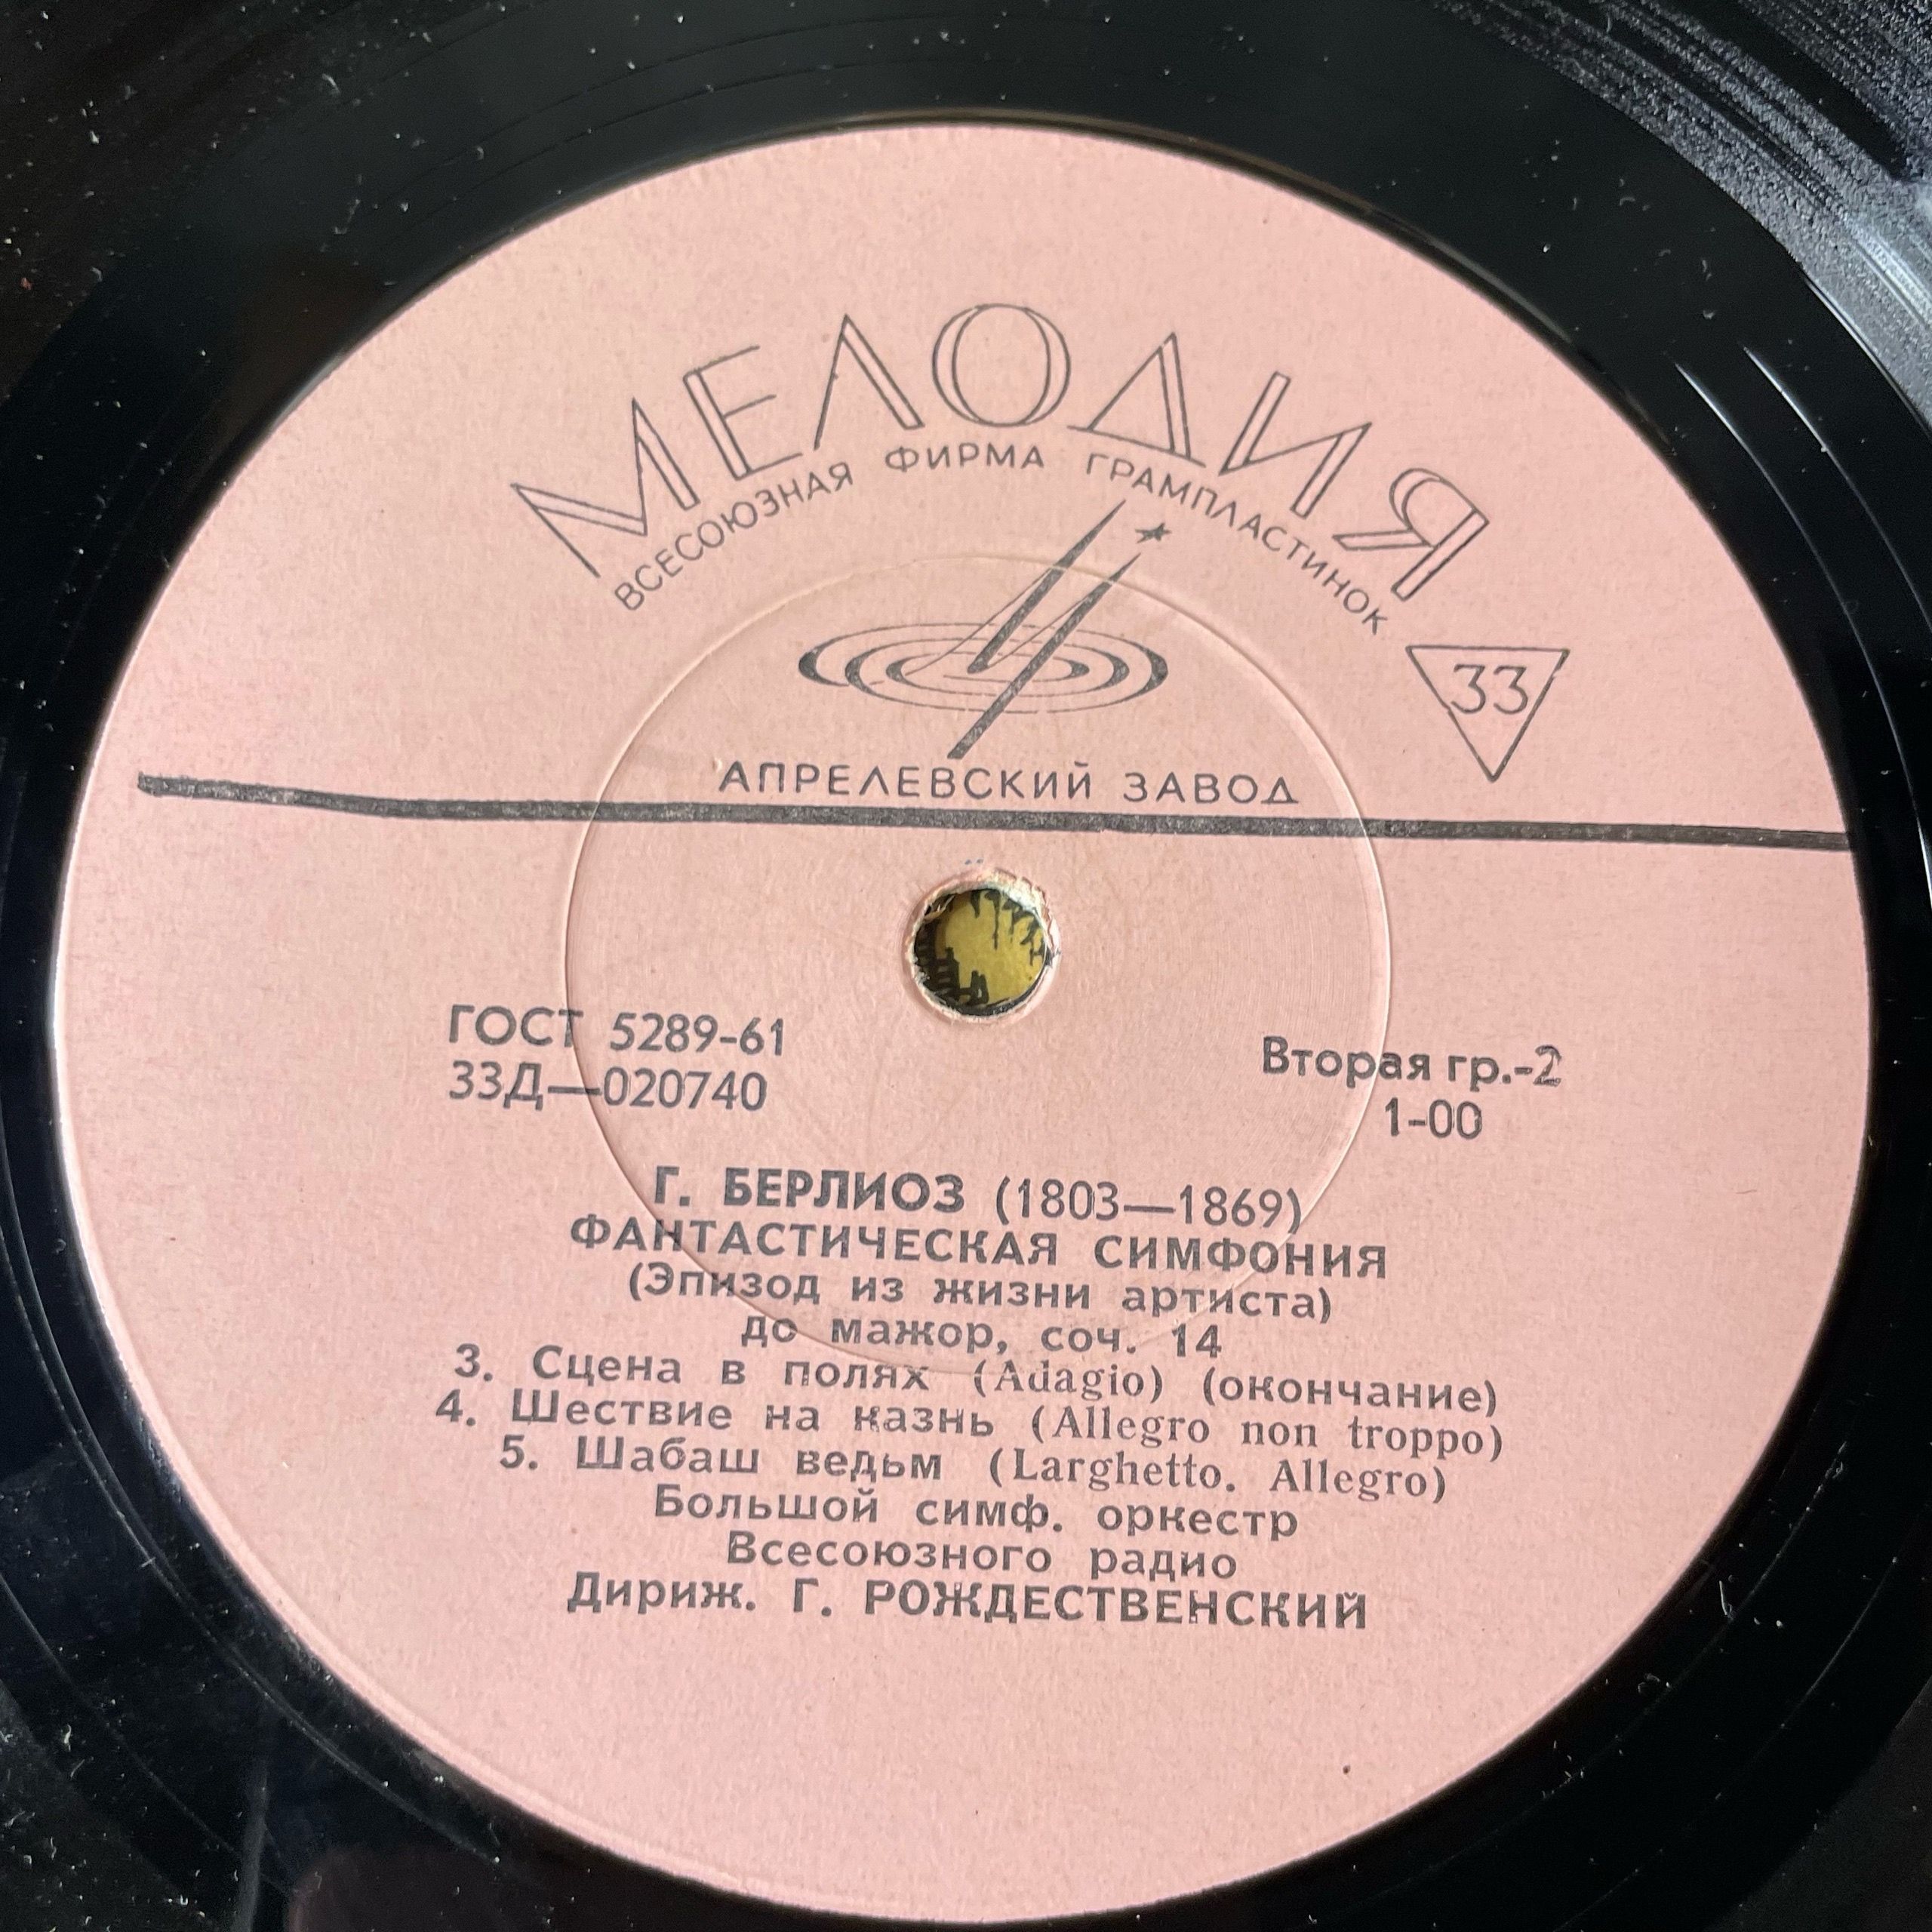 МЕЛОДИЯ
ВСЕСОЮЗНАЯ ФИРМА ГРАМПЛАСТИНОК
33
АПРЕЛЕВСКИЙ ЗАВОД
ГОСТ 5289-61
Вторая гр.-2
33Д—020740
1-00
Г. БЕРЛИОЗ (1803—1869)
ФАНТАСТИЧЕСКАЯ СИМФОНИЯ
(Эпизод из жизни артиста)
до мажор, соч. 14
3. Сцена в полях (Adagio) (окончание)
4. Шествие на казнь (Allegro non troppo)
5. Шабаш ведьм (Larghetto. Allegro)
Большой симф. оркестр
Всесоюзного радио
Дириж. Г. РОЖДЕСТВЕНСКИЙ